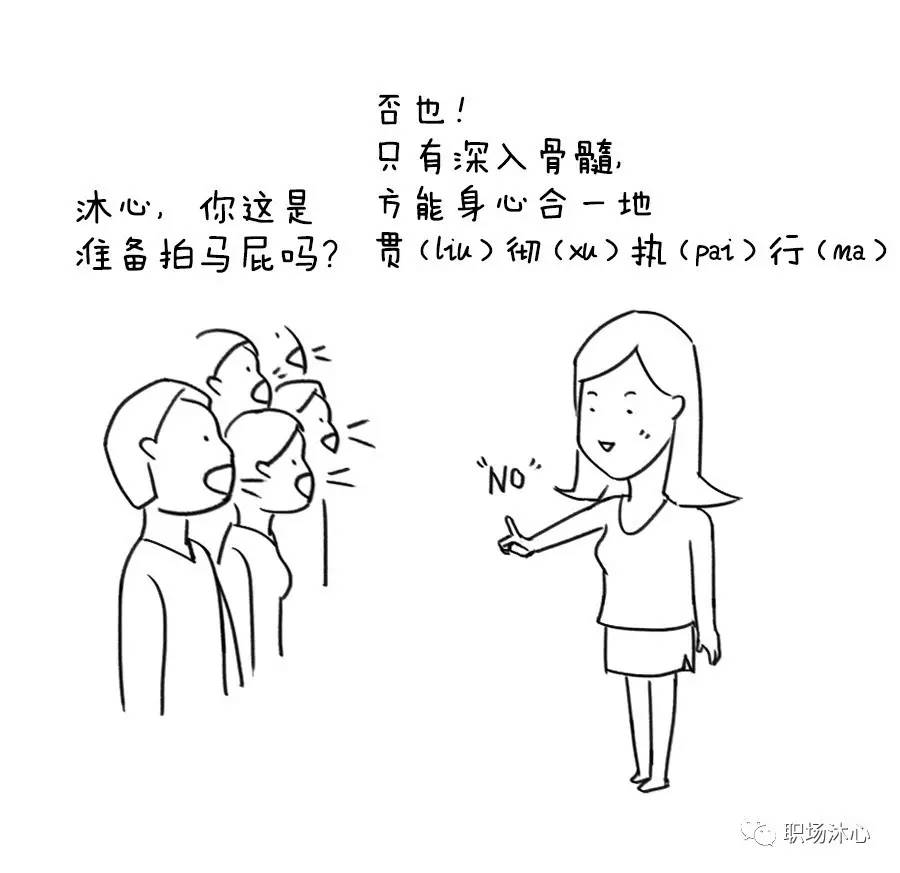 沐心，你这是
准备拍马屁吗？
否也！
只有深入骨髓，
方能身心合一地
贯（liu）彻（xu）执（pai）行（ma）
“NO”
职场沐心